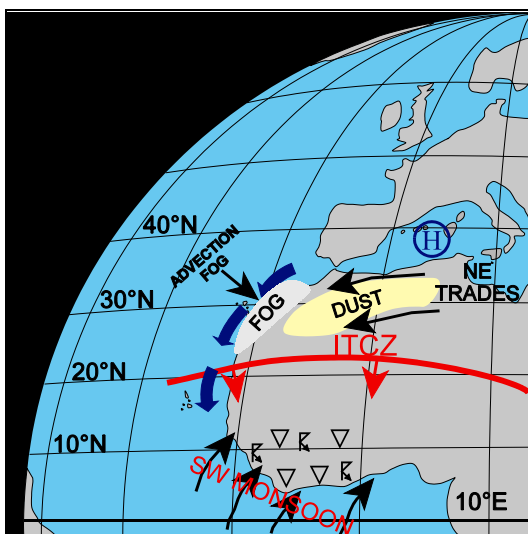 40°N
ADVECTION
FOG
H
NE
TRADES
30°N
FOG
DUST
ITCZ
20°N
10°N
SW MONSOON
10°E